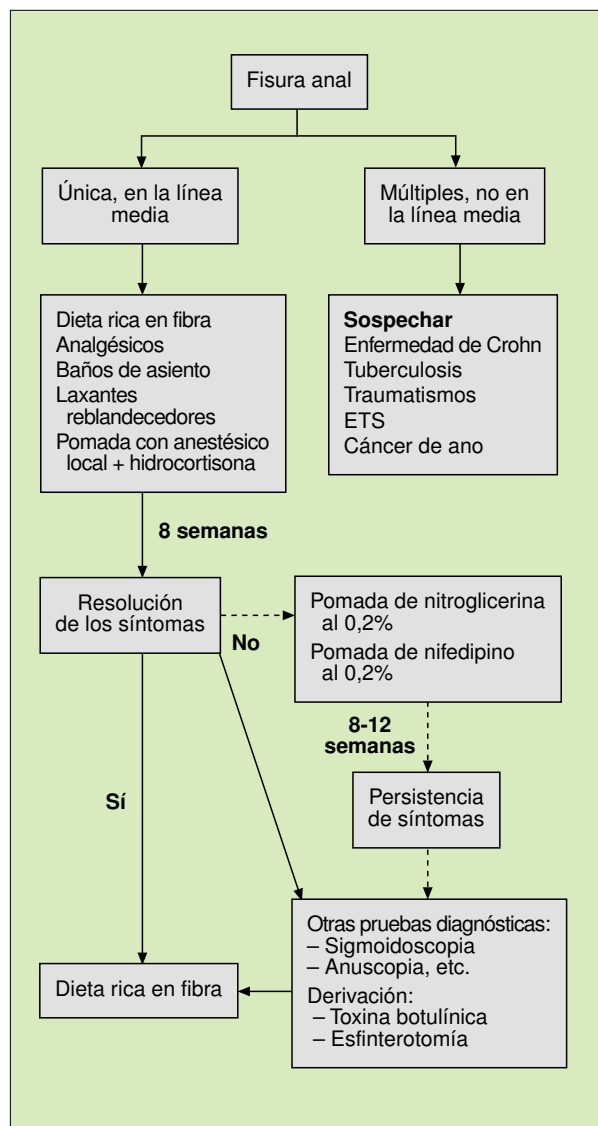 Fisura anal
Única, en la línea
media
Múltiples, no en
la línea media
Dieta rica en fibra
Analgésicos
Baños de asiento
Laxantes
reblandecedores
Pomada con anestésico
local + hidrocortisona
Sospechar
Enfermedad de Crohn
Tuberculosis
Traumatismos
ETS
Cáncer de ano
8 semanas
Resolución
de los síntomas
No
Pomada de nitroglicerina
al 0,2%
Pomada de nifedipino
al 0,2%
8-12
semanas
Sí
Persistencia
de síntomas
Otras pruebas diagnósticas:
– Sigmoidoscopia
– Anuscopia, etc.
Derivación:
– Toxina botulínica
– Esfinterotomía
Dieta rica en fibra